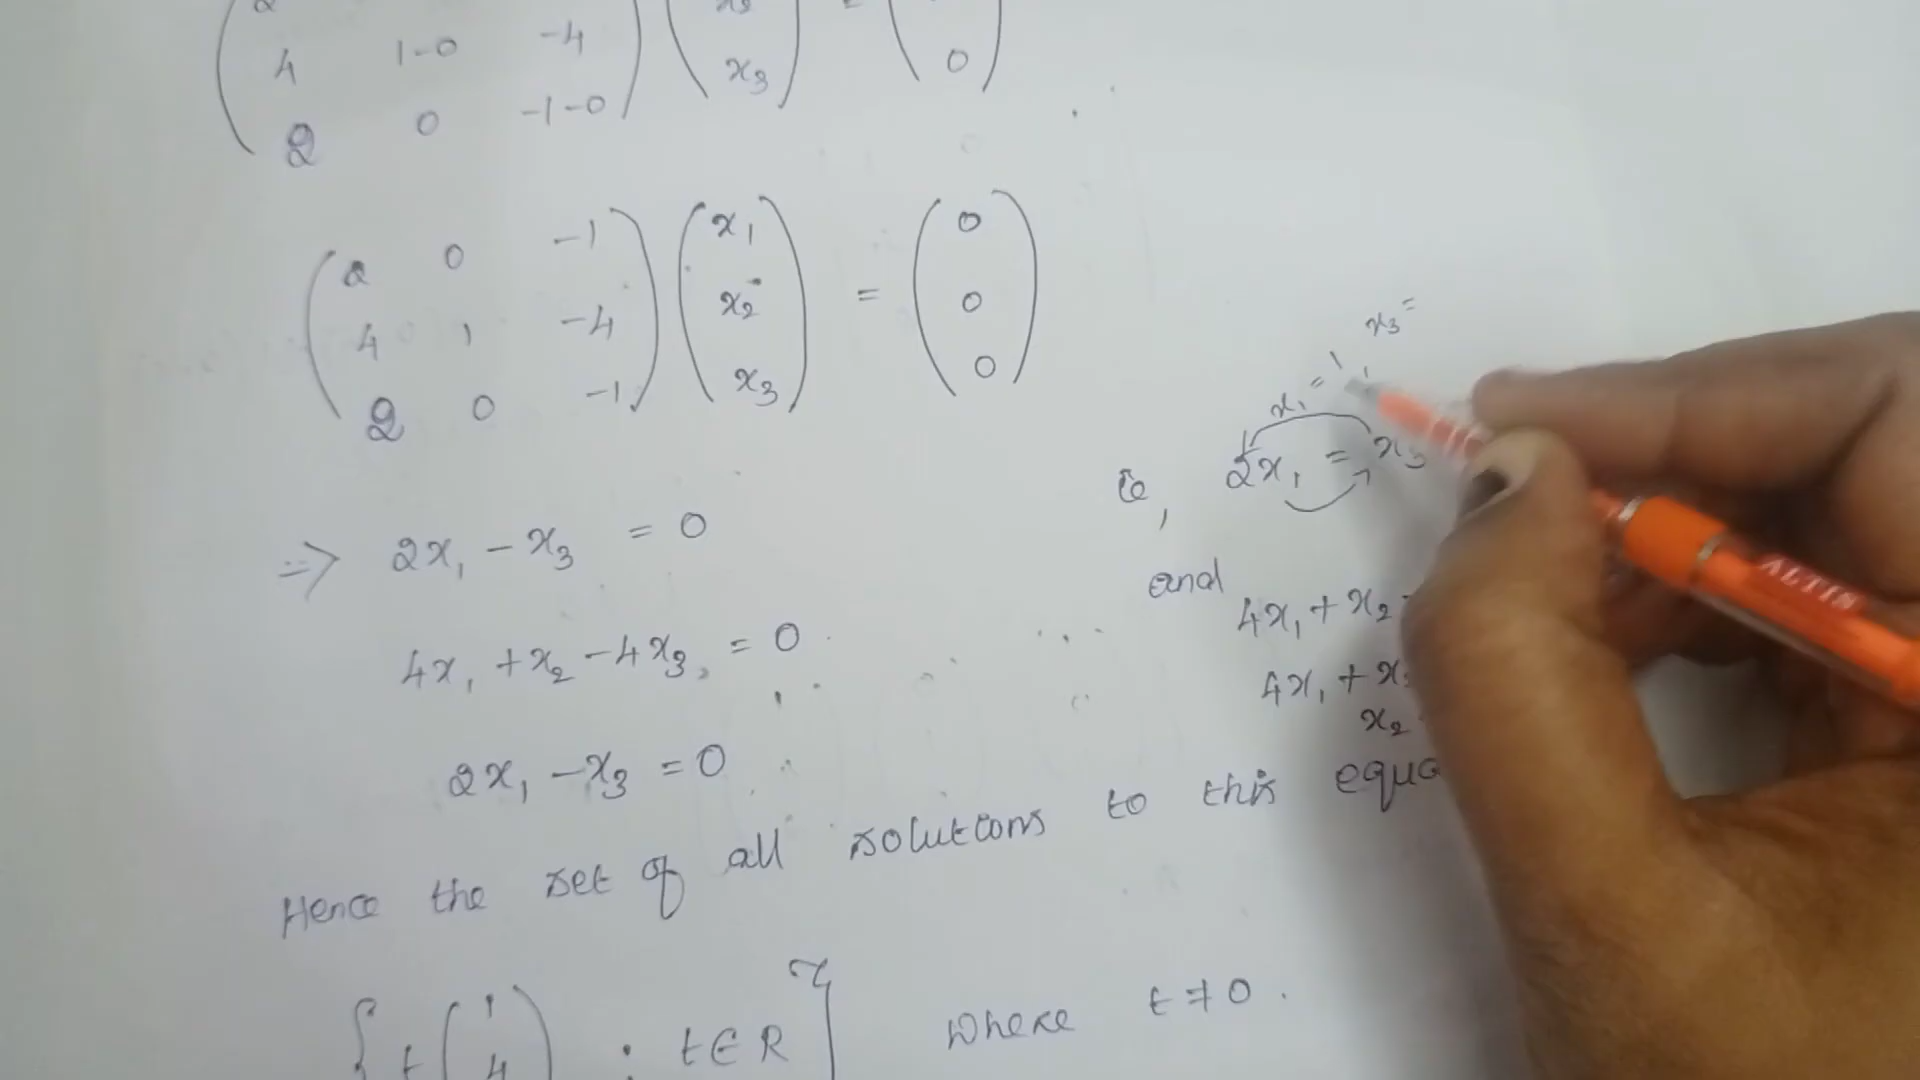 4 1-0 -4 x3 0
2 0 -1-0
2 0 -1 x1 0
4 1 -4 x2 = 0
2 0 -1 x3 0
x3 =
x1 = 1
ie, 2x1 = x3
⇒ 2x1 - x3 = 0
and 4x1 + x2
4x1 + x2 - 4x3 = 0
4x1 + x
x2
2x1 - x3 = 0
Hence the set of all solutions to this equa
{ t ( 1 4 ) : t∈R } where t ≠ 0.
ALTIS